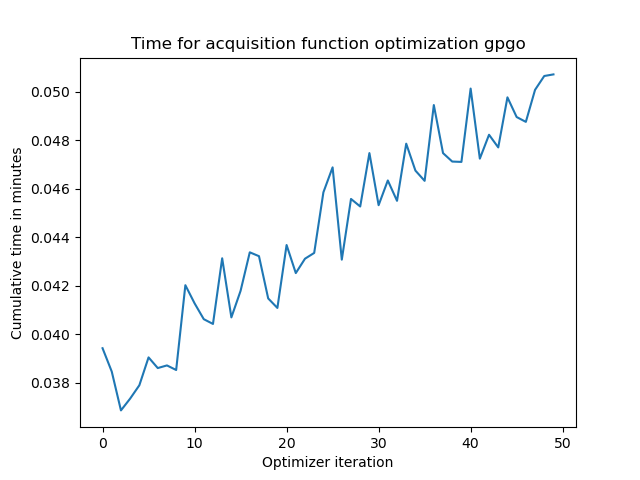 Time for acquisition function optimization gpgo
0.050
0.048
0.046
0.044
0.042
0.040
0.038
Cumulative time in minutes
0 10 20 30 40 50
Optimizer iteration